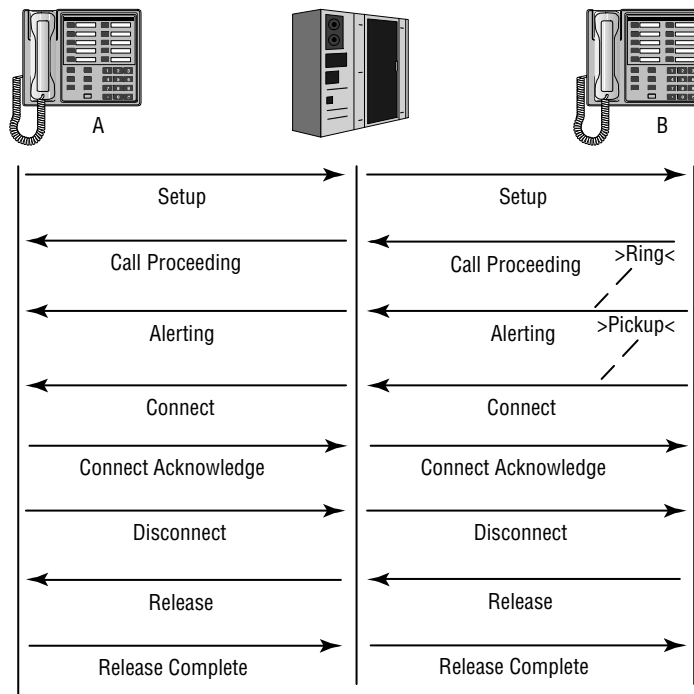 A
B
Setup
Setup
Call Proceeding
Call Proceeding
>Ring<
Alerting
Alerting
>Pickup<
Connect
Connect
Connect Acknowledge
Connect Acknowledge
Disconnect
Disconnect
Release
Release
Release Complete
Release Complete